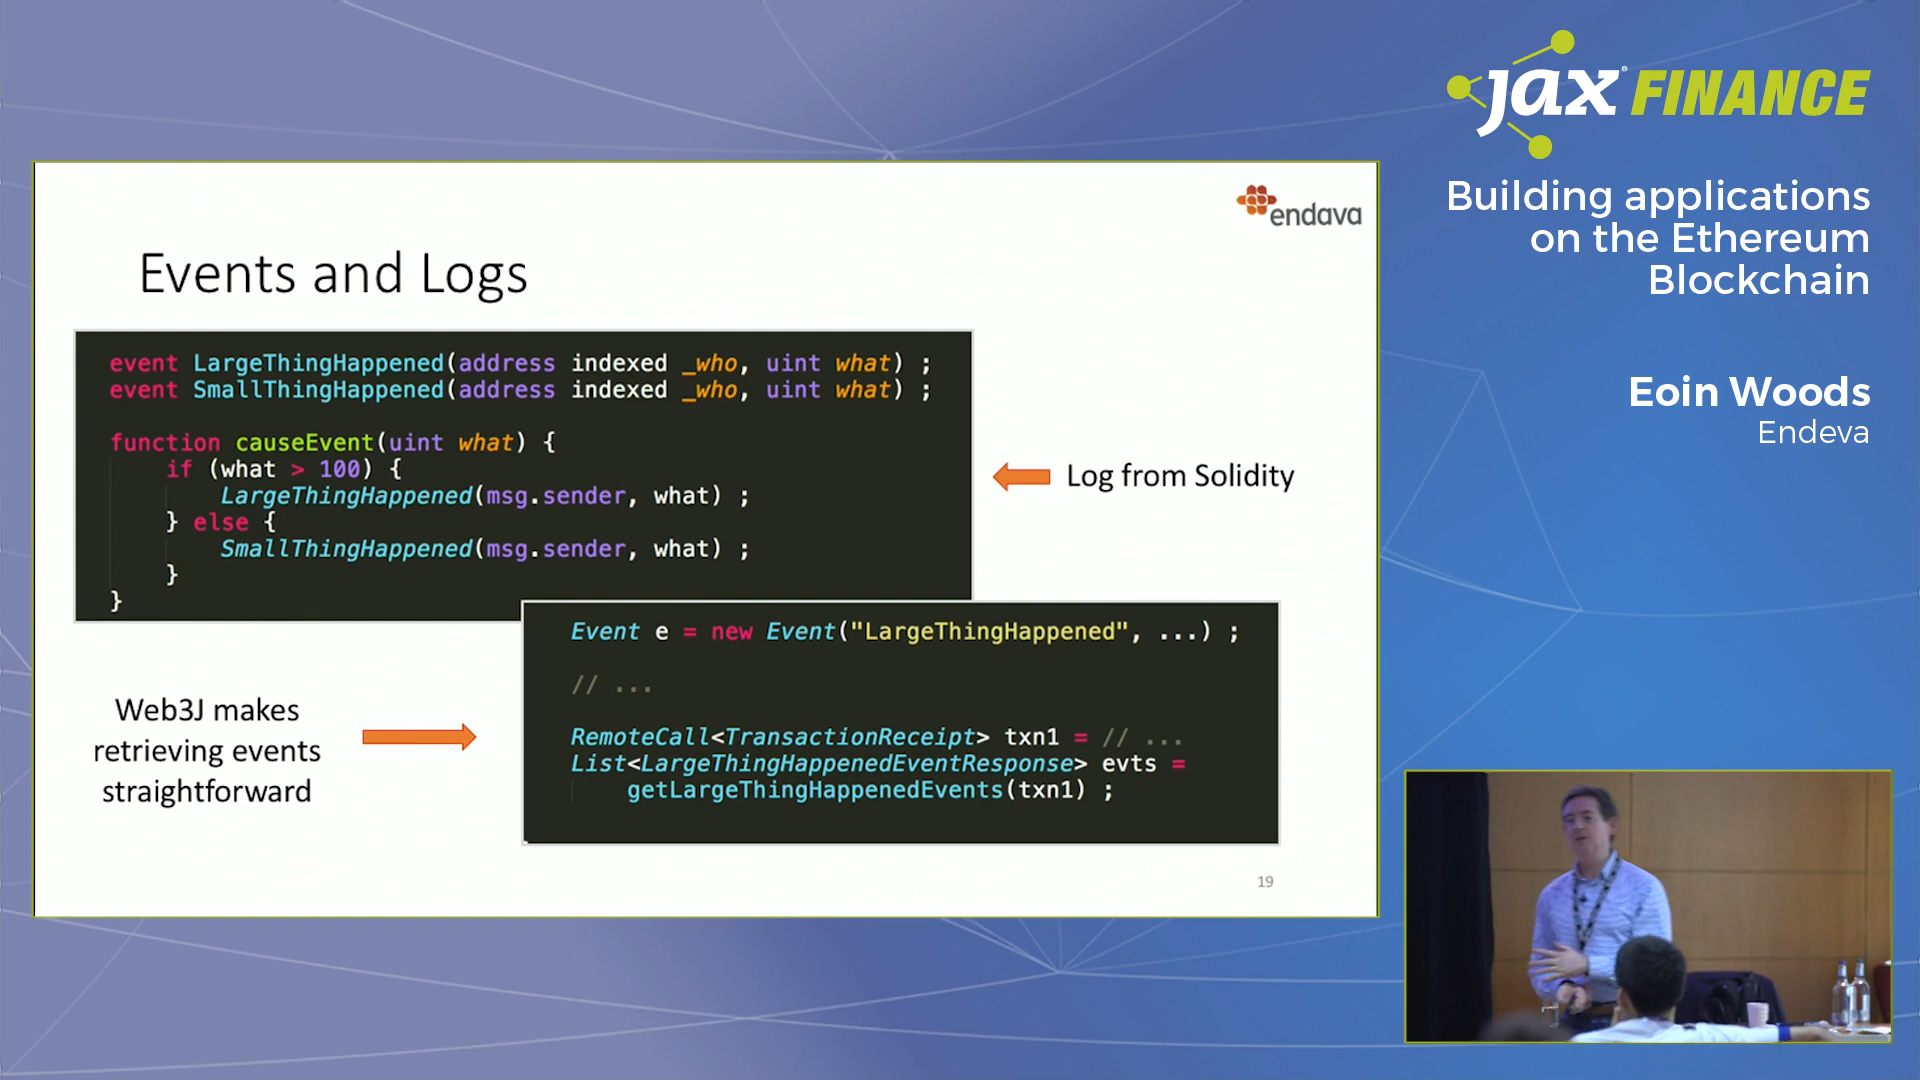 jax FINANCE
Building applications
on the Ethereum
Blockchain
Eoin Woods
Endeva
endava
Events and Logs
event LargeThingHappened(address indexed _who, uint what) ;
event SmallThingHappened(address indexed _who, uint what) ;
function causeEvent(uint what) {
if (what > 100) {
LargeThingHappened(msg.sender, what) ;
} else {
SmallThingHappened(msg.sender, what) ;
}
}
Log from Solidity
Web3J makes
retrieving events
straightforward
Event e = new Event("LargeThingHappened", ...) ;
// ...
RemoteCall<TransactionReceipt> txn1 = // ...
List<LargeThingHappenedEventResponse> evts =
getLargeThingHappenedEvents(txn1) ;
19